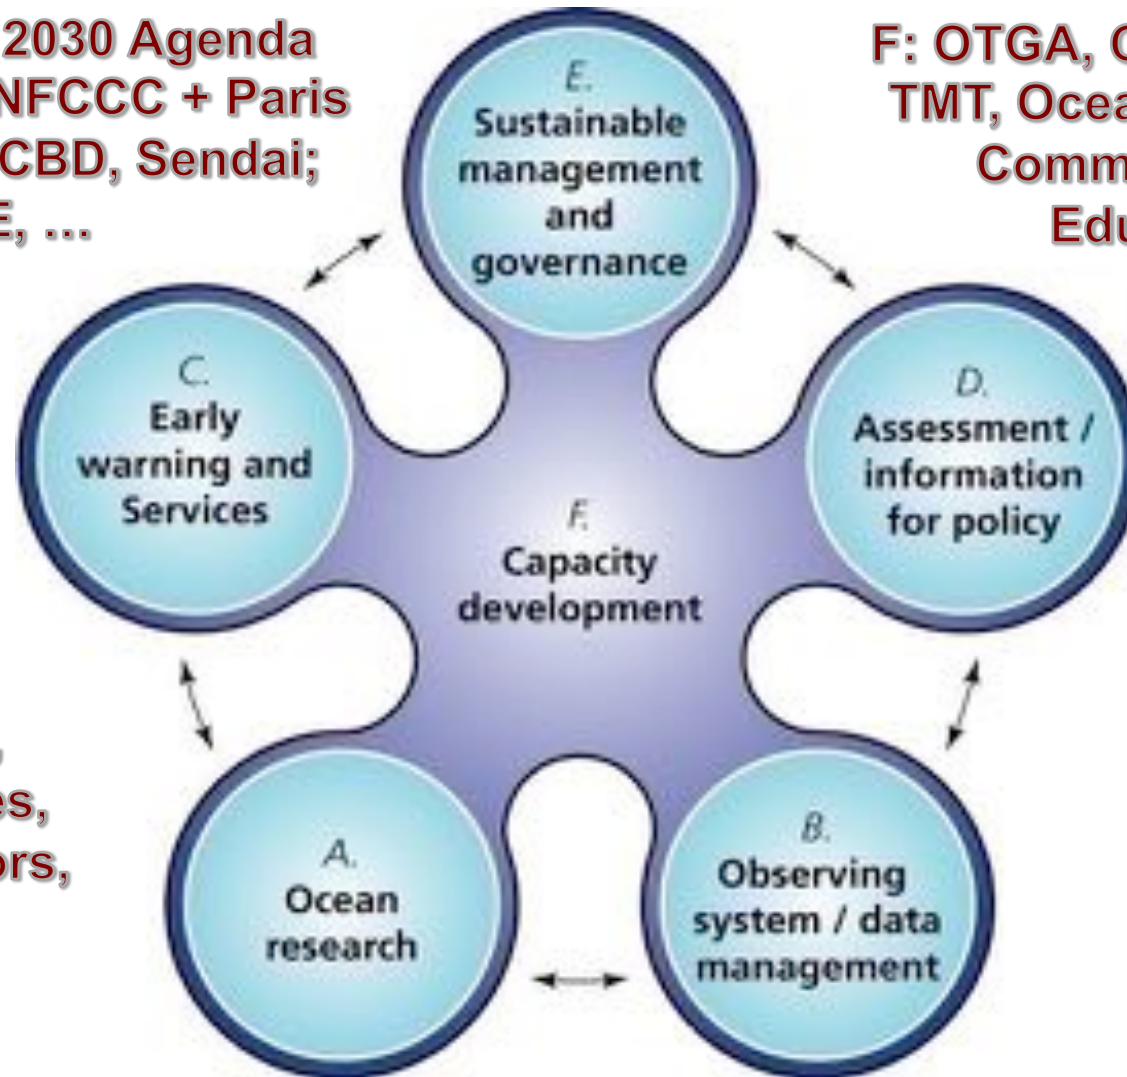 2030 Agenda
NFCCC + Paris
CBD, Sendai;
E, ...
F: OTGA, 
TMT, Ocea
Comm
Edu
E.
Sustainable
management
and
governance
C.
Early
warning and
Services
D.
Assessment /
information
for policy
F.
Capacity
development
es,
ors,
A.
Ocean
research
B.
Observing
system / data
management